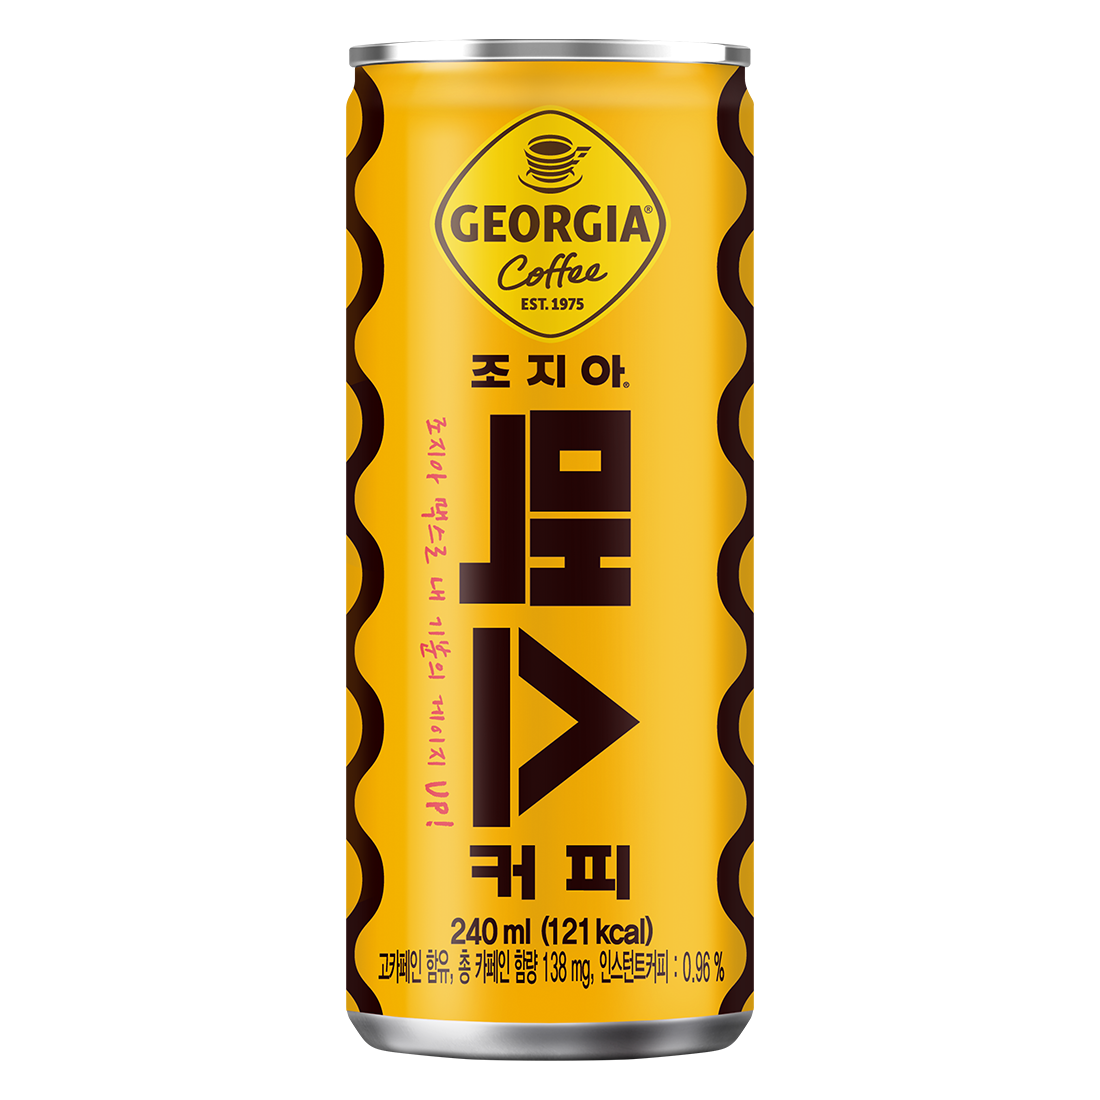 GEORGIA®
Coffee
EST. 1975
조지아®
맥스
조지아 맥스로 내 기분의 게이지 UP!
커피
240 ml (121 kcal)
고카페인 함유, 총 카페인 함량 138 mg, 인스턴트커피 : 0.96 %